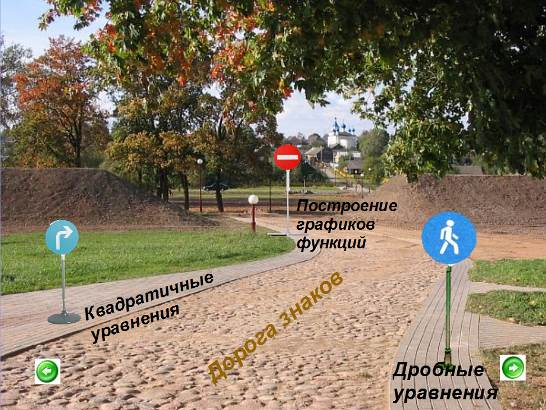 Построение
графиков
функций
Квадратичные
уравнения
Дорога знаков
Дробные
уравнения